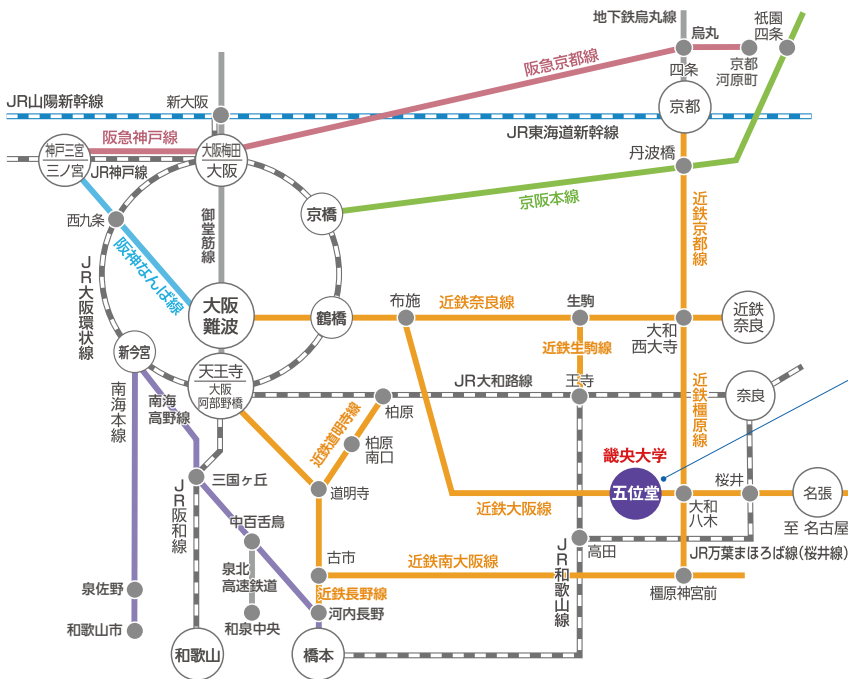 地下鉄烏丸線
烏丸
祇園
四条
四条
京都
河原町
阪急京都線
JR山陽新幹線
新大阪
京都
JR東海道新幹線
阪急神戸線
神戸三宮
三ノ宮
JR神戸線
大阪梅田
大阪
丹波橋
京橋
京阪本線
西九条
御堂筋線
近鉄京都線
阪神なんば線
JR大阪環状線
大阪
難波
鶴橋
布施
近鉄奈良線
生駒
大和
西大寺
近鉄
奈良
新今宮
天王寺
大阪
阿部野橋
近鉄生駒線
JR大和路線
王寺
奈良
近鉄橿原線
南海本線
南海
高野線
近鉄道明寺線
柏原
柏原
南口
畿央大学
五位堂
三国ヶ丘
道明寺
近鉄大阪線
大和
八木
桜井
名張
至 名古屋
JR阪和線
中百舌鳥
古市
近鉄南大阪線
高田
JR万葉まほろば線(桜井線)
JR和歌山線
泉北
高速鉄道
近鉄長野線
橿原神宮前
泉佐野
河内長野
和歌山市
和泉中央
和歌山
橋本